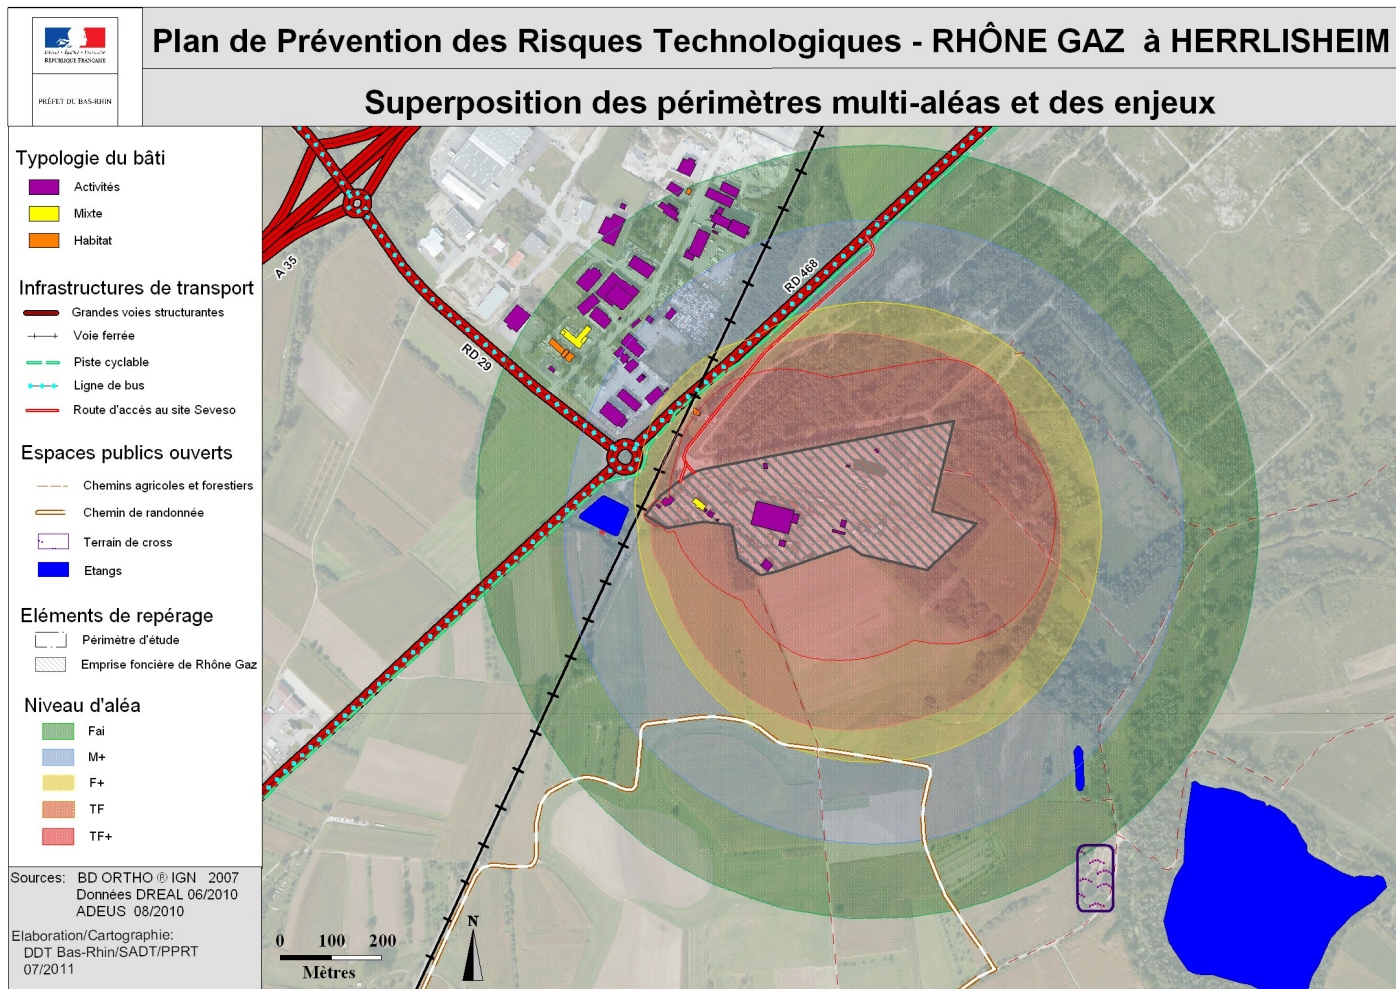 Liberté • Égalité • Fraternité
RÉPUBLIQUE FRANÇAISE
PRÉFET DU BAS-RHIN
Plan de Prévention des Risques Technologiques - RHÔNE GAZ à HERRLISHEIM
Superposition des périmètres multi-aléas et des enjeux
Typologie du bâti
Activités
Mixte
Habitat
Infrastructures de transport
Grandes voies structurantes
Voie ferrée
Piste cyclable
Ligne de bus
Route d'accès au site Seveso
Espaces publics ouverts
Chemins agricoles et forestiers
Chemin de randonnée
Terrain de cross
Etangs
Eléments de repérage
Périmètre d'étude
Emprise foncière de Rhône Gaz
Niveau d'aléa
Fai
M+
F+
TF
TF+
Sources: BD ORTHO ® IGN 2007
Données DREAL 06/2010
ADEUS 08/2010
Elaboration/Cartographie:
DDT Bas-Rhin/SADT/PPRT
07/2011
A 35
RD 29
RD 468
0 100 200
Mètres
N